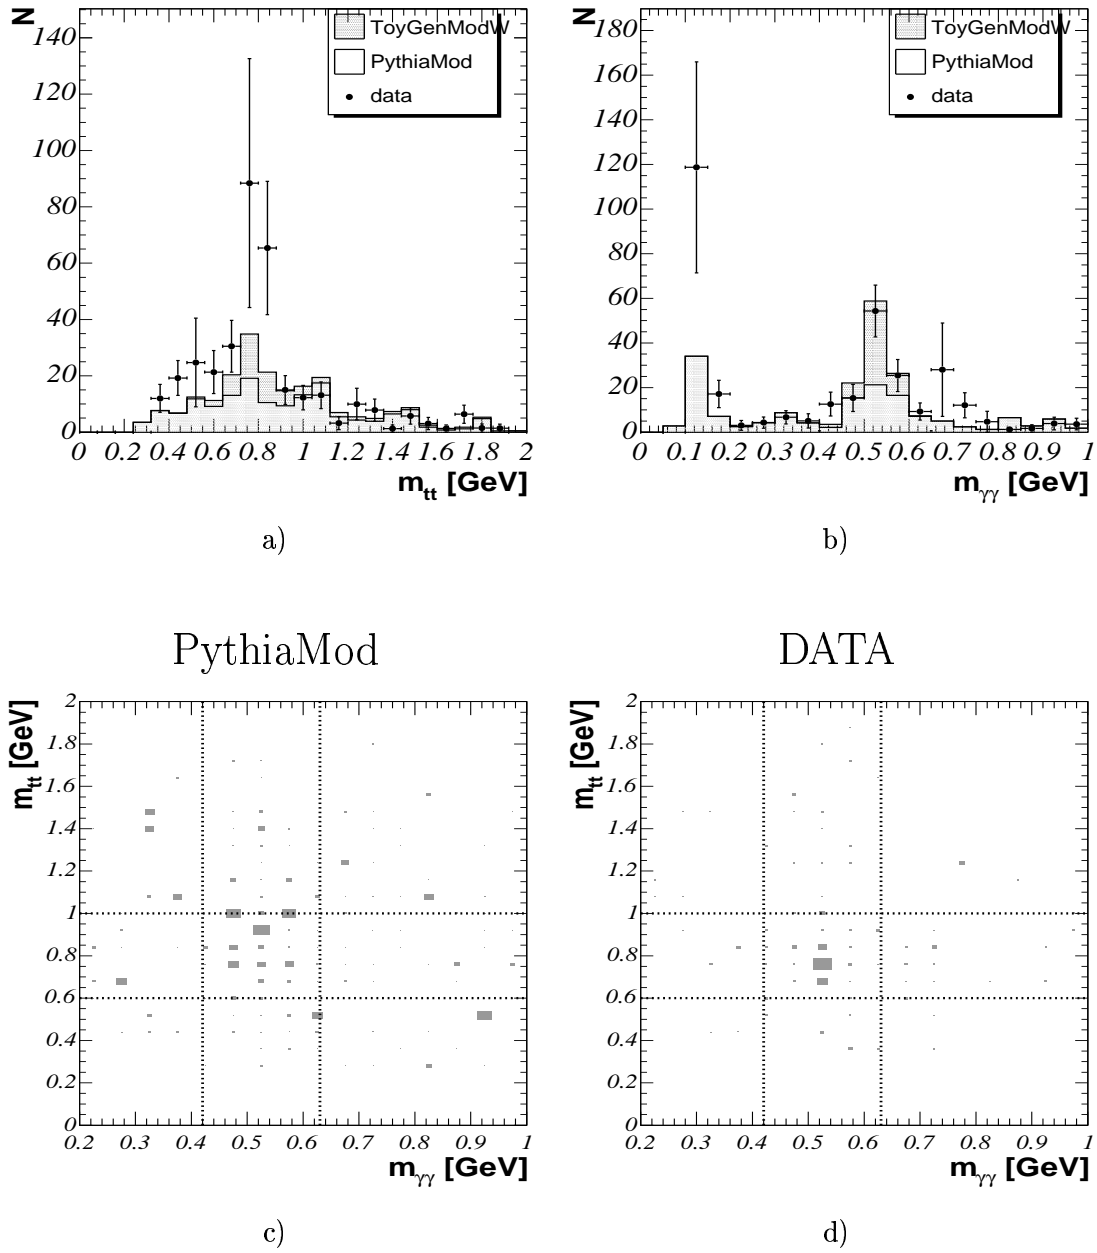 N
140
120
100
80
60
40
20
0
ToyGenModW
PythiaMod
data
0 0.2 0.4 0.6 0.8 1 1.2 1.4 1.6 1.8 2
m_tt [GeV]
a)
N
180
160
140
120
100
80
60
40
20
0
ToyGenModW
PythiaMod
data
0 0.1 0.2 0.3 0.4 0.5 0.6 0.7 0.8 0.9 1
m_γγ [GeV]
b)
PythiaMod
m_tt [GeV]
2
1.8
1.6
1.4
1.2
1
0.8
0.6
0.4
0.2
0
0.2 0.3 0.4 0.5 0.6 0.7 0.8 0.9 1
m_γγ [GeV]
c)
DATA
m_tt [GeV]
2
1.8
1.6
1.4
1.2
1
0.8
0.6
0.4
0.2
0
0.2 0.3 0.4 0.5 0.6 0.7 0.8 0.9 1
m_γγ [GeV]
d)